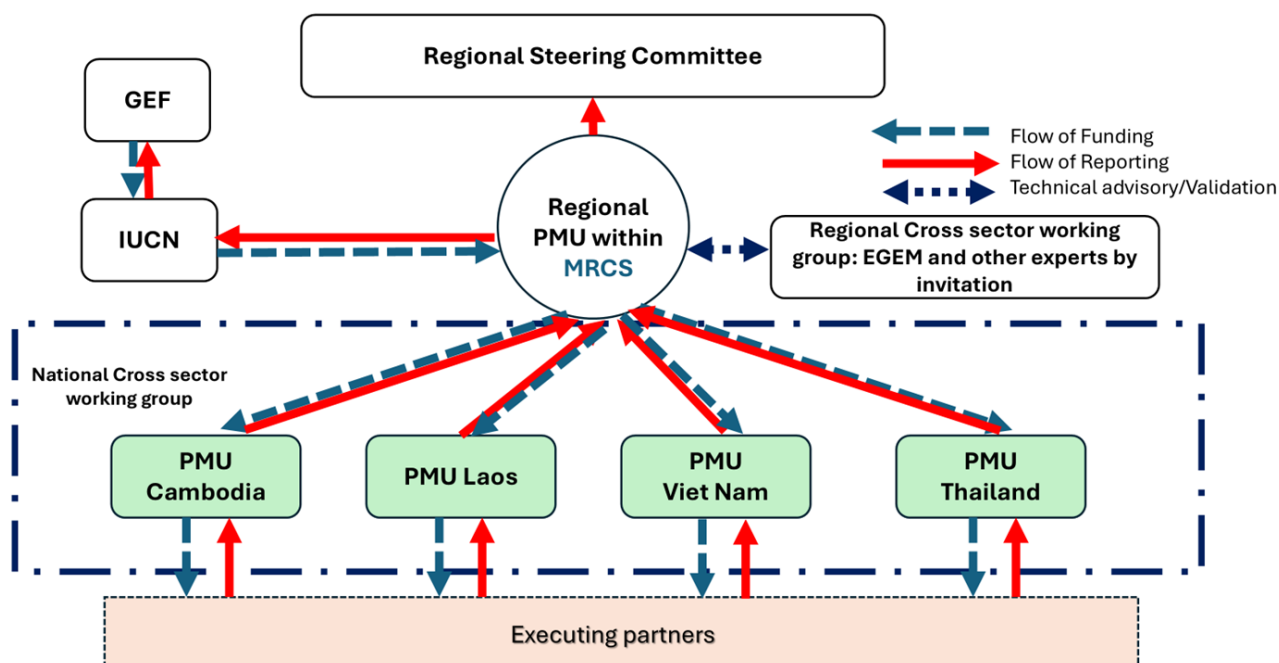 Regional Steering Committee
GEF
Flow of Funding
Flow of Reporting
Technical advisory/Validation
IUCN
Regional
PMU within
MRCS
Regional Cross sector working
group: EGEM and other experts by
invitation
National Cross sector
working group
PMU
Cambodia
PMU Laos
PMU
Viet Nam
PMU
Thailand
Executing partners